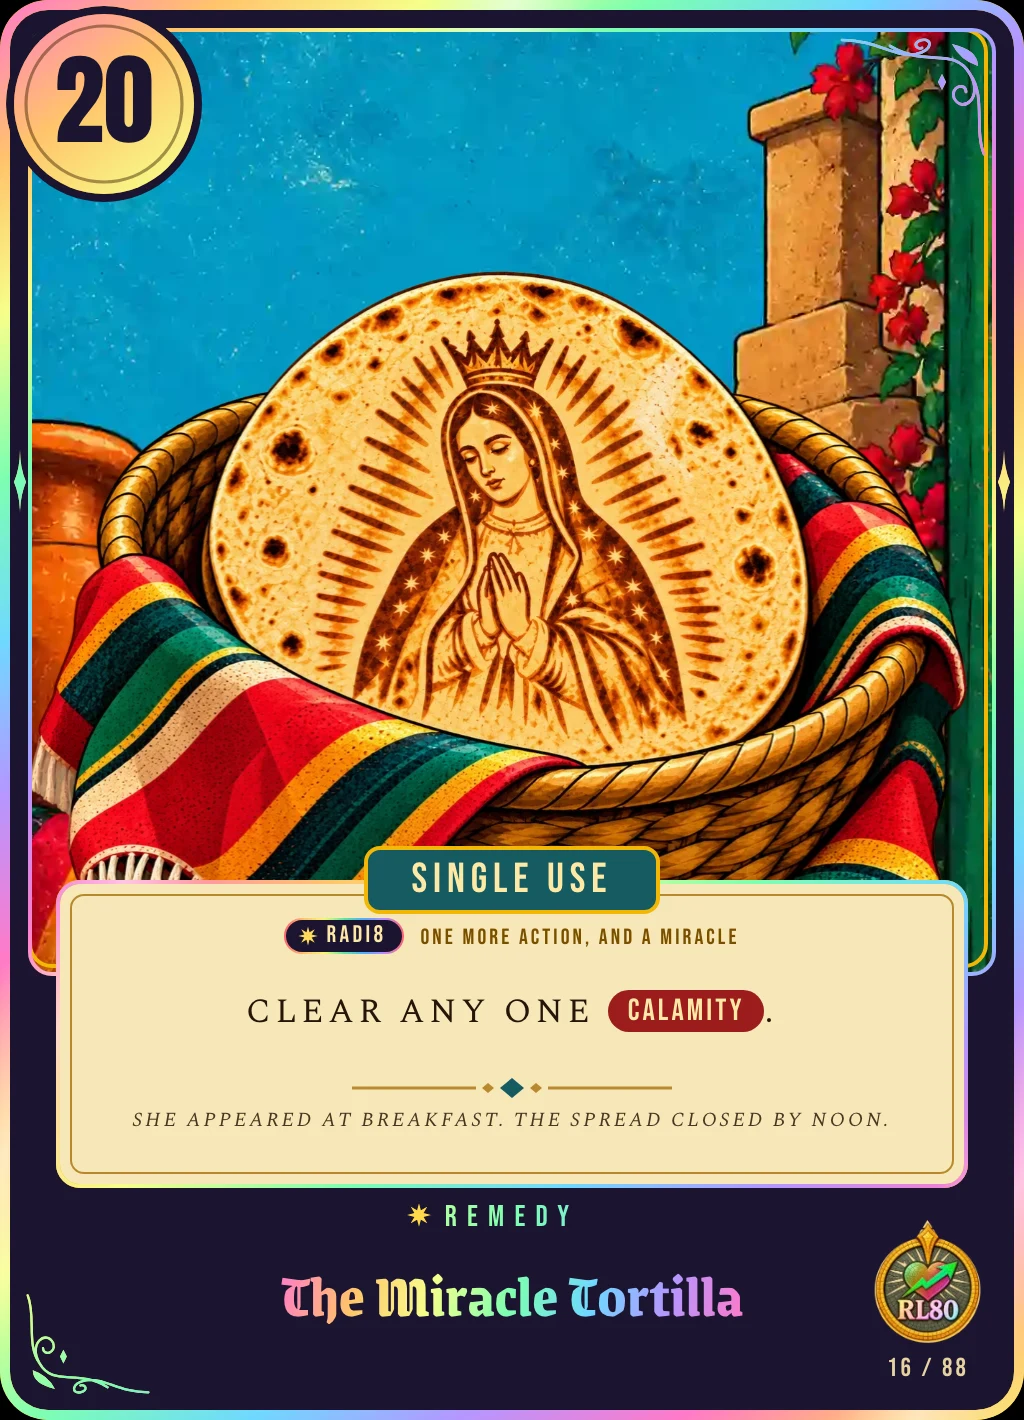 20
SINGLE USE
RADI8 ONE MORE ACTION, AND A MIRACLE
CLEAR ANY ONE CALAMITY.
SHE APPEARED AT BREAKFAST. THE SPREAD CLOSED BY NOON.
REMEDY
The Miracle Tortilla
RL80
16 / 88